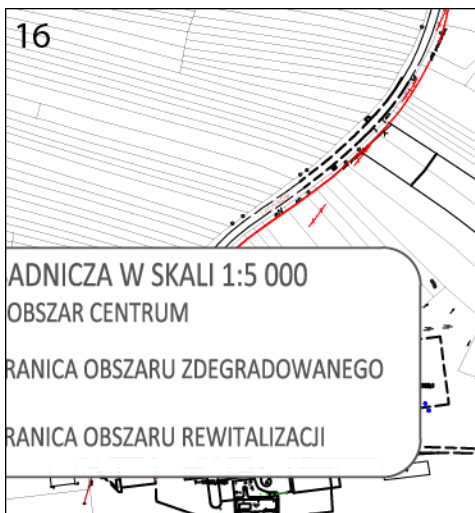 16
ADNICZA W SKALI 1:5 000
OBSZAR CENTRUM
RANICA OBSZARU ZDEGRADOWANEGO
RANICA OBSZARU REWITALIZACJI